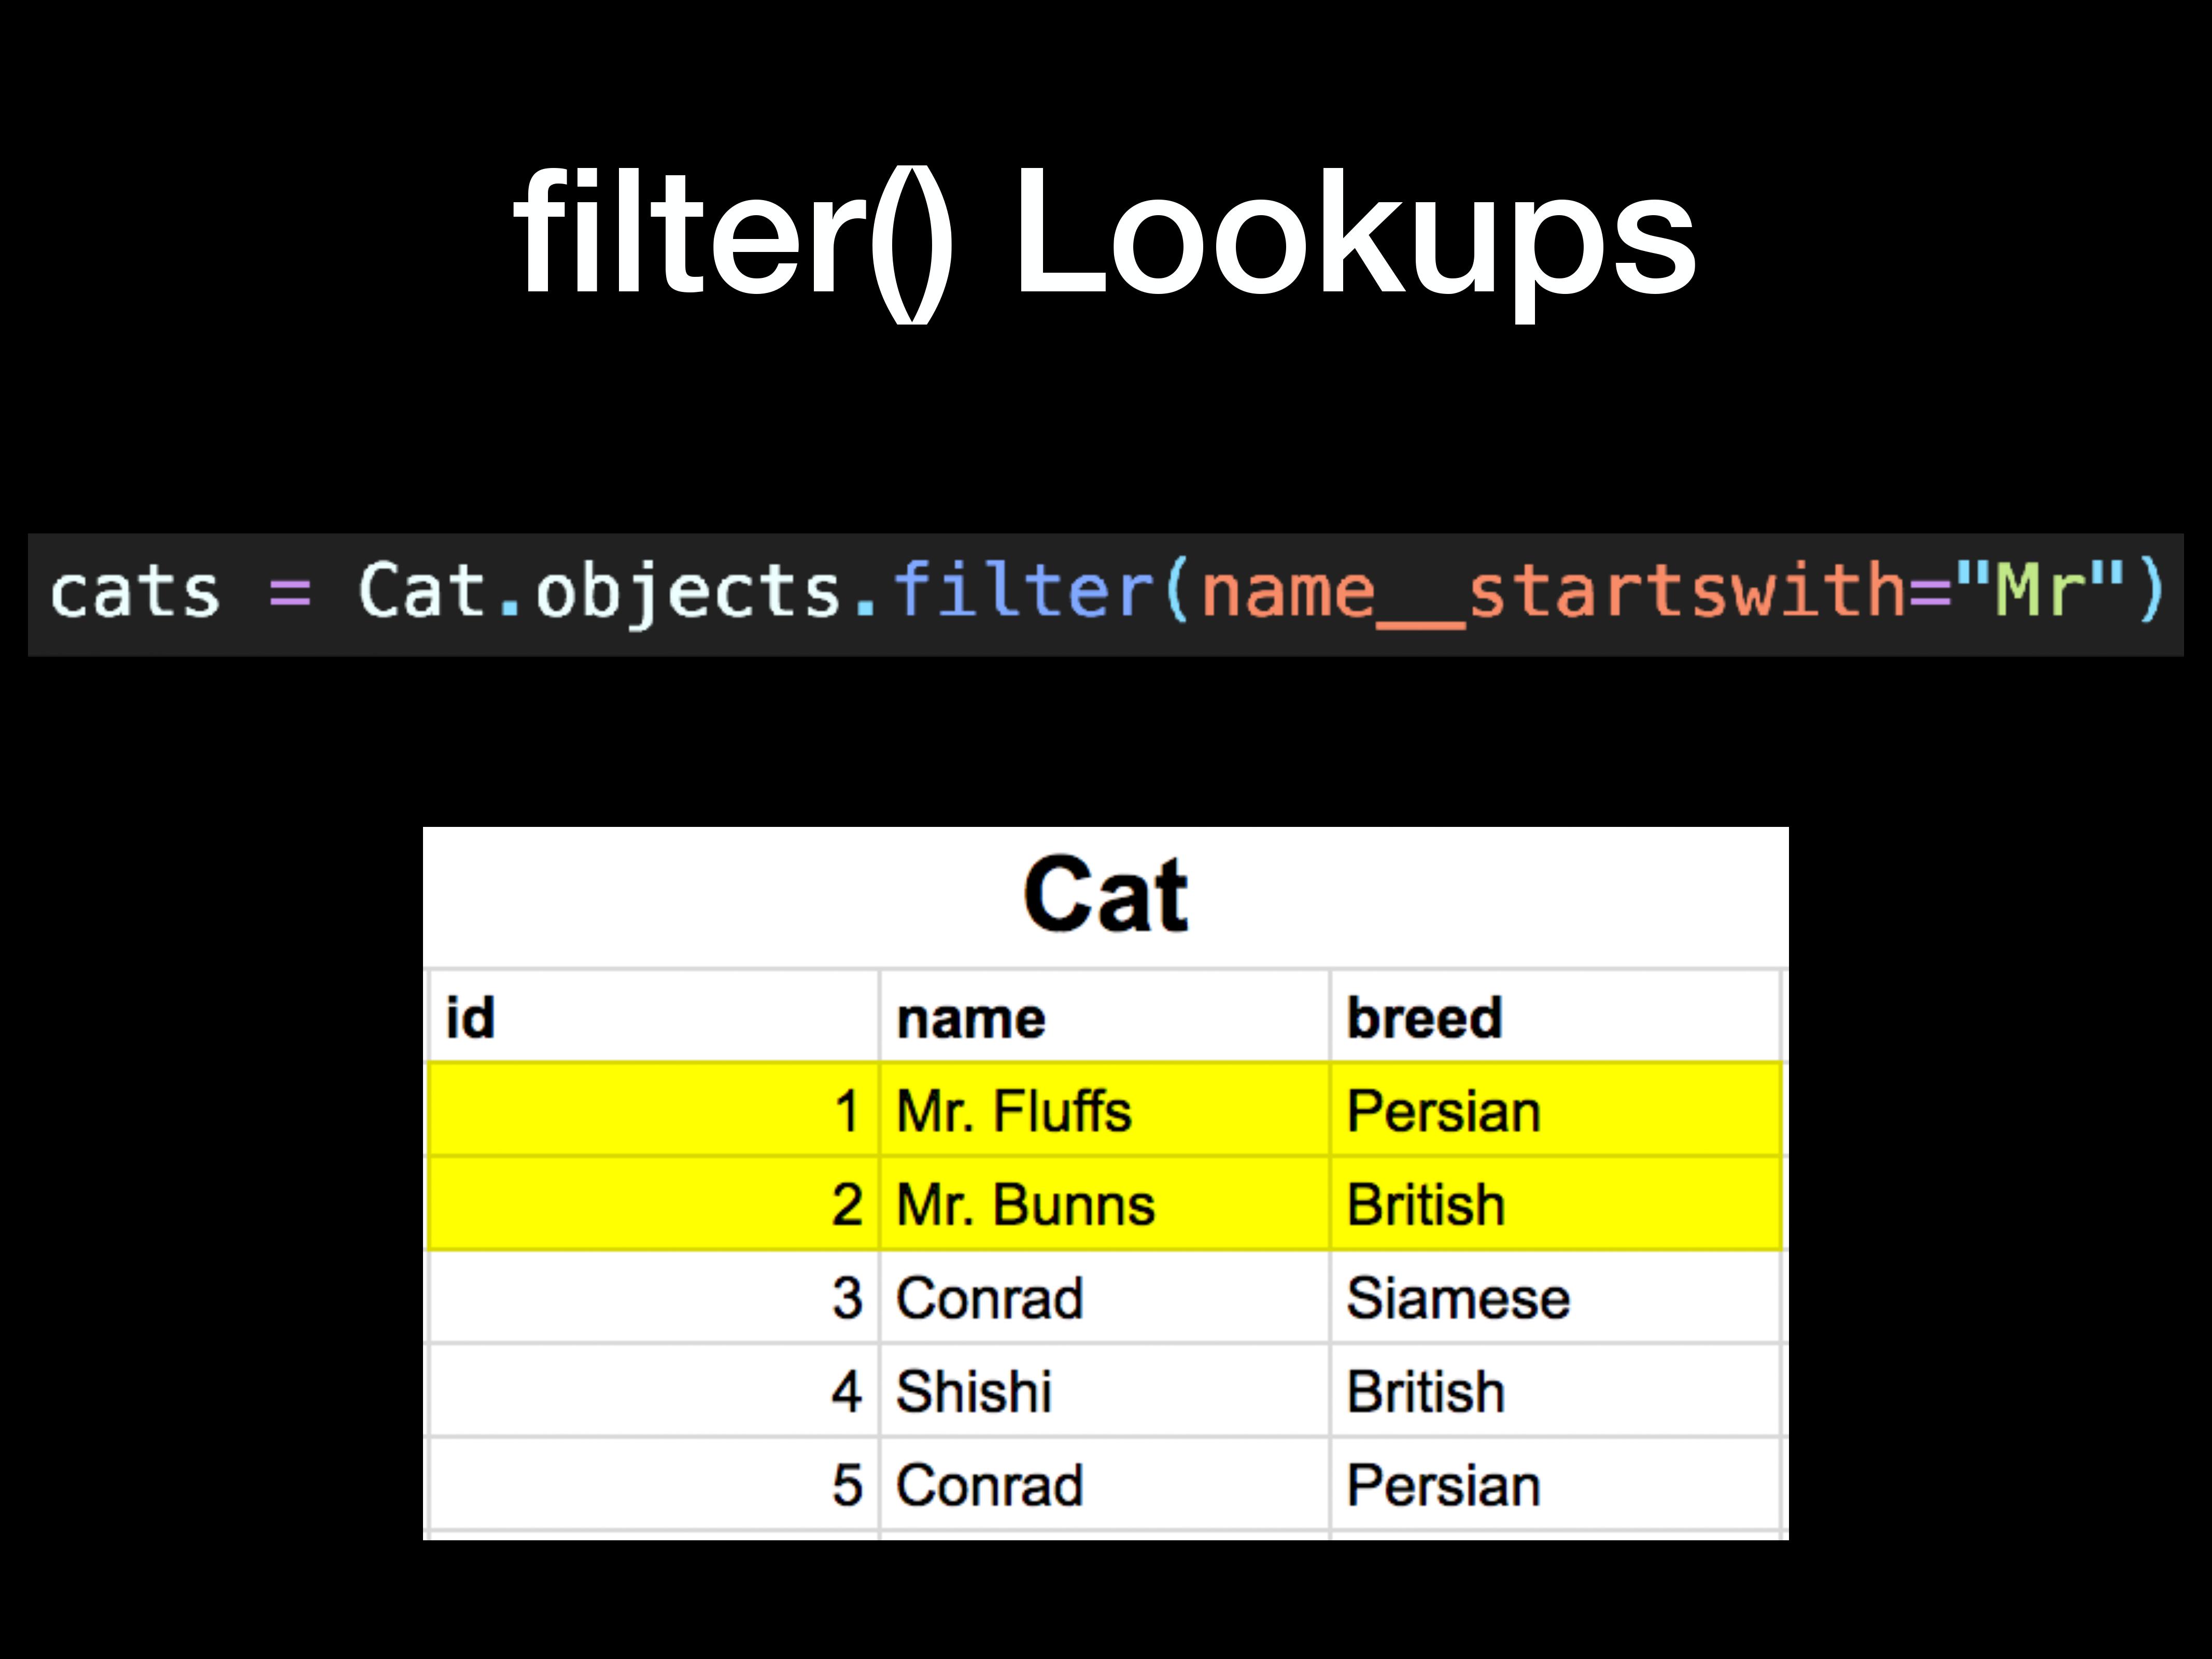 filter() Lookups
cats = Cat.objects.filter(name__startswith="Mr")
Cat
id name breed
1 Mr. Fluffs Persian
2 Mr. Bunns British
3 Conrad Siamese
4 Shishi British
5 Conrad Persian